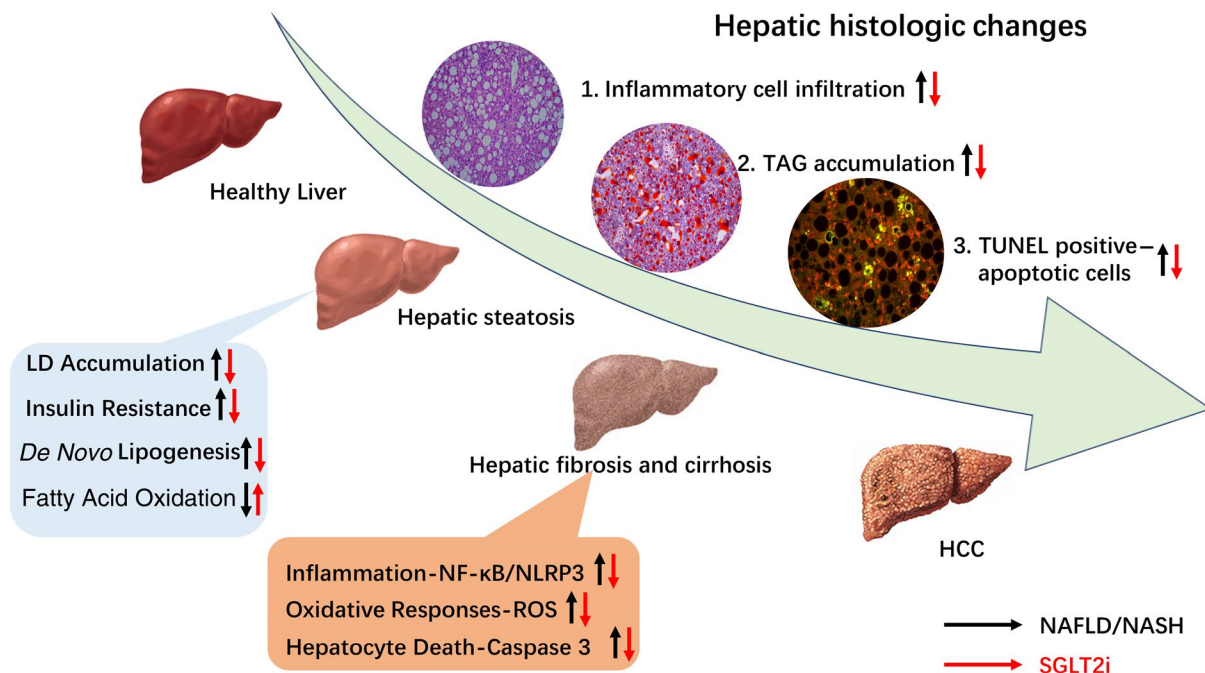 Hepatic histologic changes
1. Inflammatory cell infiltration
2. TAG accumulation
3. TUNEL positive–
apoptotic cells
Healthy Liver
Hepatic steatosis
LD Accumulation
Insulin Resistance
De Novo Lipogenesis
Fatty Acid Oxidation
Hepatic fibrosis and cirrhosis
Inflammation-NF-κB/NLRP3
Oxidative Responses-ROS
Hepatocyte Death-Caspase 3
HCC
NAFLD/NASH
SGLT2i